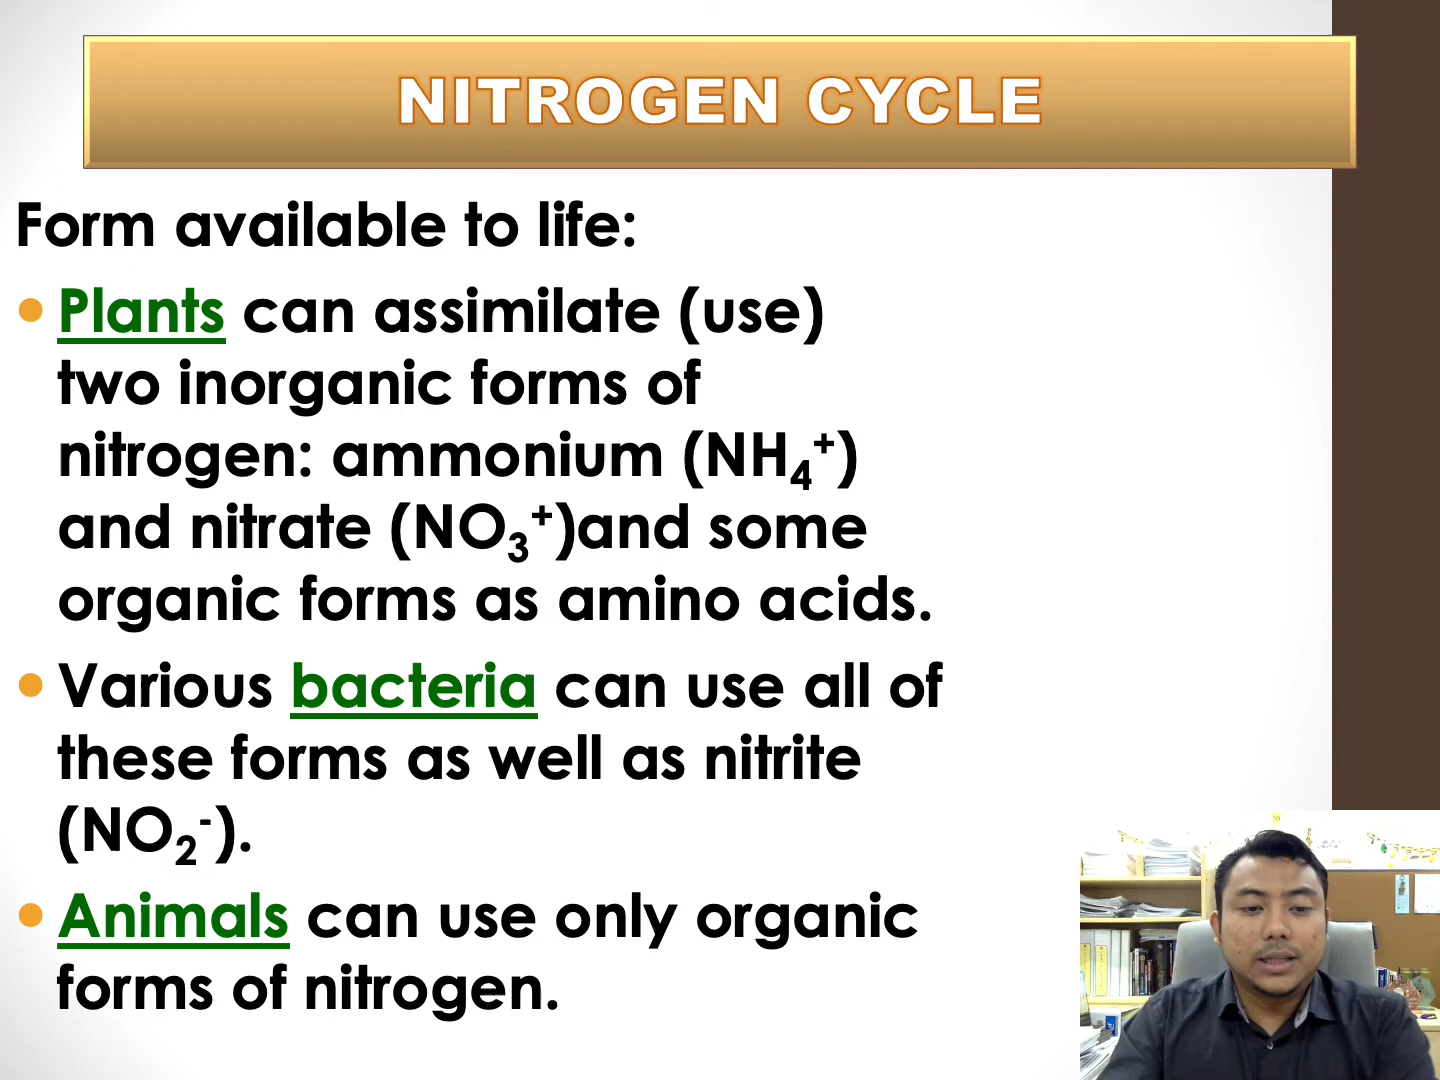 NITROGEN CYCLE
Form available to life:
• Plants can assimilate (use)
two inorganic forms of
nitrogen: ammonium (NH₄⁺)
and nitrate (NO₃⁺)and some
organic forms as amino acids.
• Various bacteria can use all of
these forms as well as nitrite
(NO₂⁻).
• Animals can use only organic
forms of nitrogen.